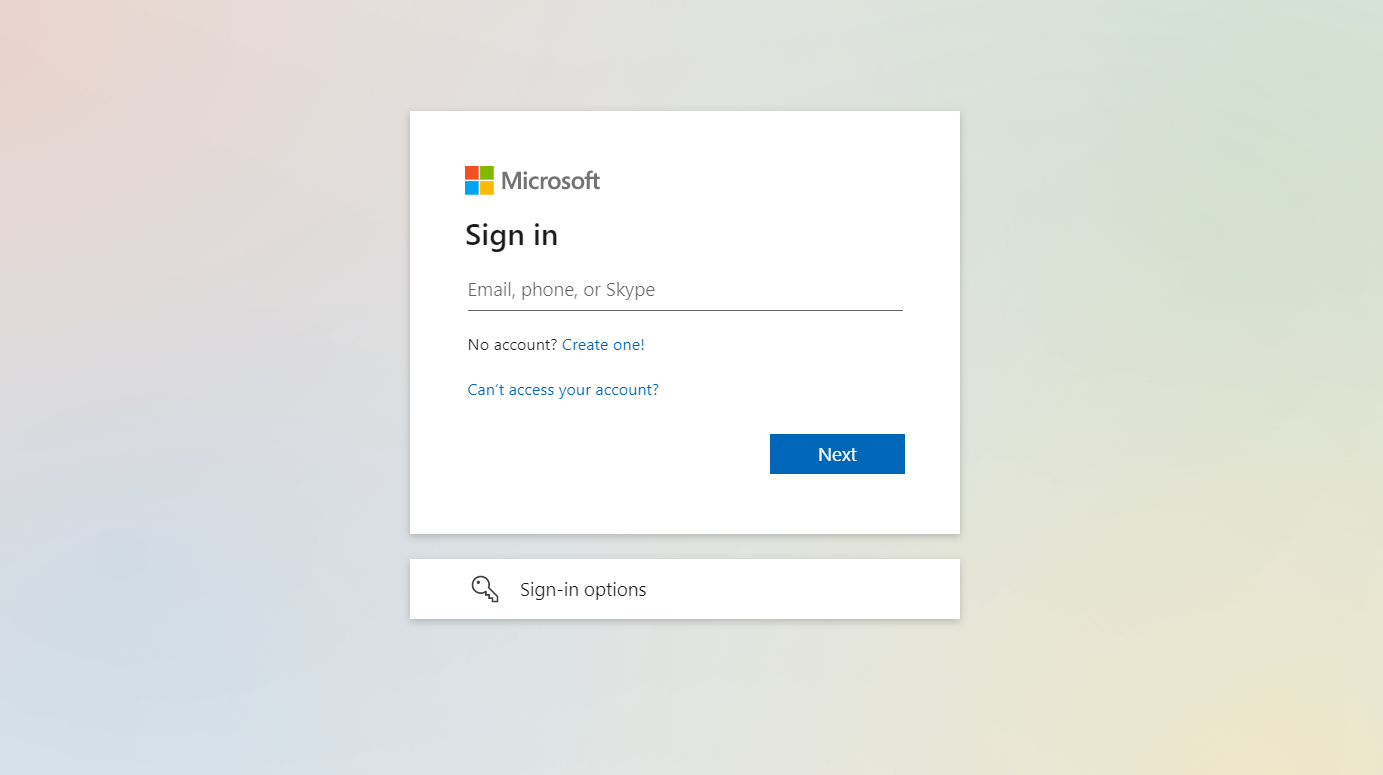 Microsoft
Sign in
Email, phone, or Skype
No account? Create one!
Can’t access your account?
Next
Sign-in options